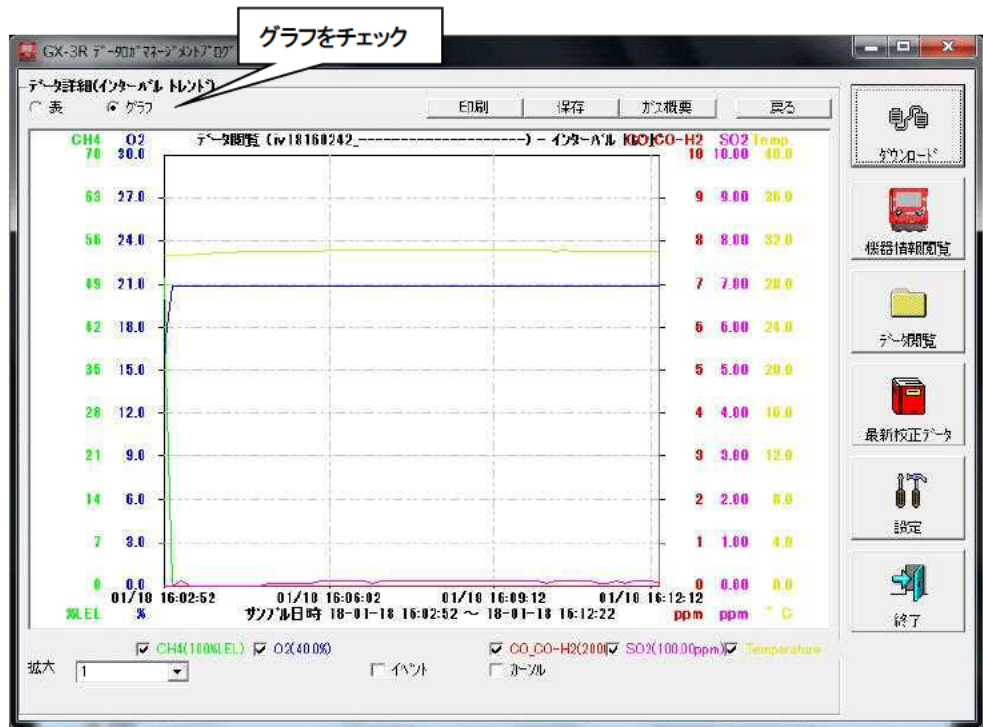 グラフをチェック
GX-3R ﾃﾞｰﾀﾛｶﾞﾏﾈｰｼﾞﾒﾝﾄﾌﾟﾛｸﾞ
ﾃﾞｰﾀ詳細(ｲﾝﾀｰﾊﾞﾙ ﾄﾚﾝﾄﾞ)
表 ｸﾞﾗﾌ 印刷 保存 ｶﾞｽ概要 戻る
CH4 O2 ﾃﾞｰﾀ閲覧 (iv18160242_----------------------) - ｲﾝﾀｰﾊﾞﾙ CO_CO-H2 SO2 Temp.
70 30.0 10 10.00 40.0
63 27.0 9 9.00 36.0
56 24.0 8 8.00 32.0
49 21.0 7 7.00 28.0
42 18.0 6 6.00 24.0
35 15.0 5 5.00 20.0
28 12.0 4 4.00 16.0
21 9.0 3 3.00 12.0
14 6.0 2 2.00 8.0
7 3.0 1 1.00 4.0
0 0.0 0 0.00 0.0
01/18 16:02:52 01/18 16:06:02 01/18 16:09:12 01/18 16:12:12
%LEL % ｻﾝﾌﾟﾙ日時 18-01-18 16:02:52 ～ 18-01-18 16:12:22 ppm ppm ﾟC
CH4(100%LEL) O2(40.0%) CO_CO-H2(200 SO2(100.00ppm) Temperature
拡大 1 ｲﾍﾞﾝﾄ ｶｰｿﾙ
ﾀﾞｳﾝﾛｰﾄﾞ
機器情報閲覧
ﾃﾞｰﾀ閲覧
最新校正ﾃﾞｰﾀ
設定
終了